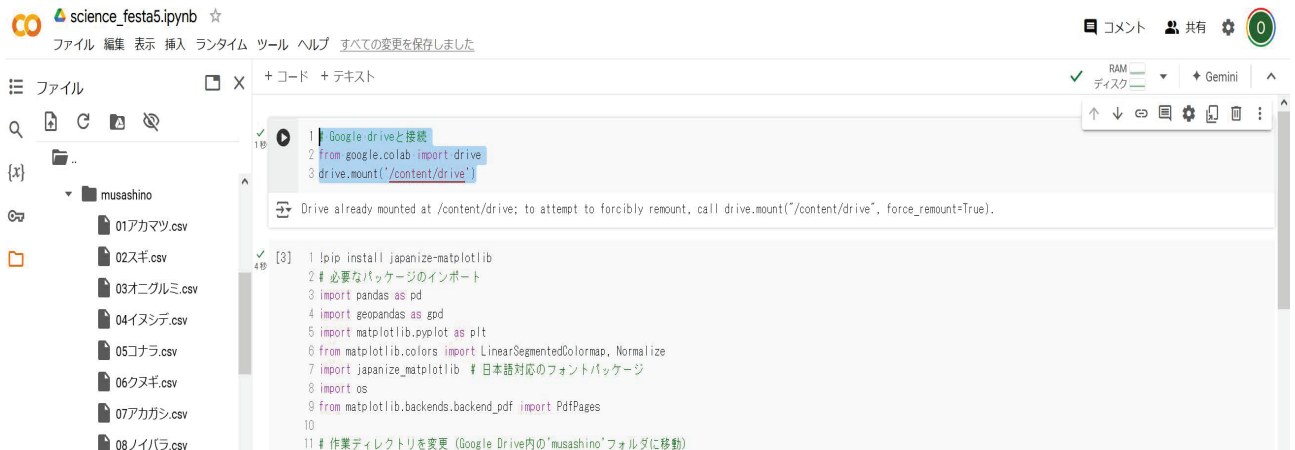 science_festa5.ipynb
ファイル 編集 表示 挿入 ランタイム ツール ヘルプ すべての変更を保存しました
コメント 共有 O
ファイル
+ コード + テキスト
RAM
ディスク
Gemini
..
{x}
musashino
01アカマツ.csv
02スギ.csv
03オニグルミ.csv
04イヌシデ.csv
05コナラ.csv
06クヌギ.csv
07アカガシ.csv
08ノイバラ.csv
1秒
1 # Google driveと接続
2 from google.colab import drive
3 drive.mount('/content/drive')
Drive already mounted at /content/drive; to attempt to forcibly remount, call drive.mount("/content/drive", force_remount=True).
4秒
[3] 1 !pip install japanize-matplotlib
2 # 必要なパッケージのインポート
3 import pandas as pd
4 import geopandas as gpd
5 import matplotlib.pyplot as plt
6 from matplotlib.colors import LinearSegmentedColormap, Normalize
7 import japanize_matplotlib # 日本語対応のフォントパッケージ
8 import os
9 from matplotlib.backends.backend_pdf import PdfPages
10
11 # 作業ディレクトリを変更 (Google Drive内の'musashino'フォルダに移動)